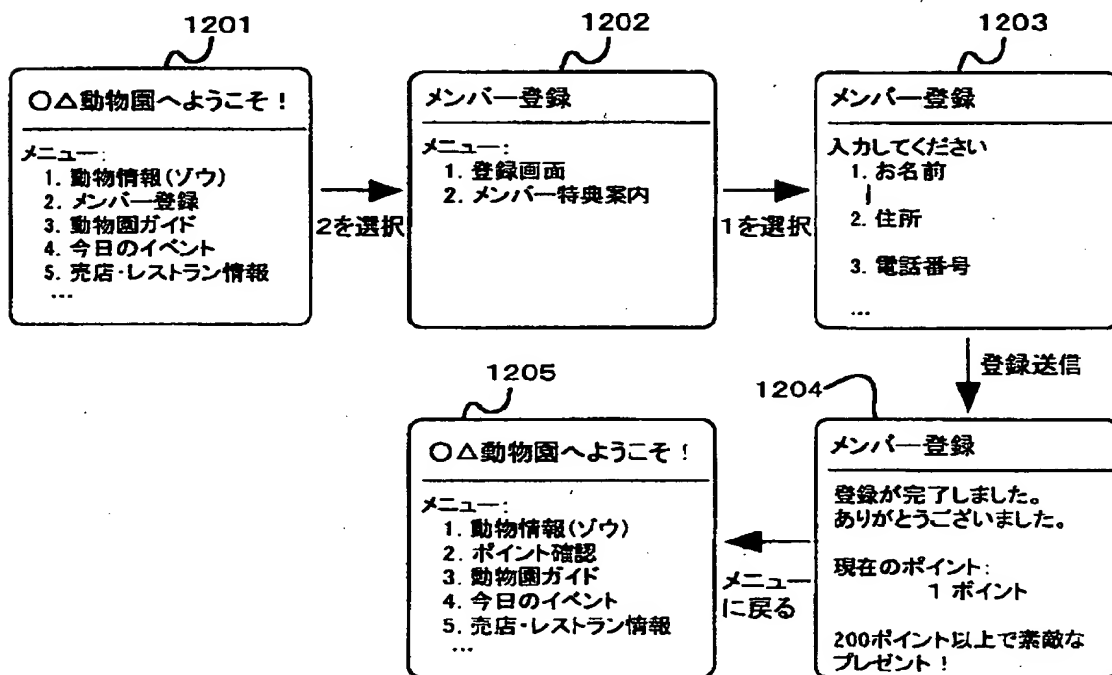 1201
○△動物園へようこそ!
メニュー:
1. 動物情報(ゾウ)
2. メンバー登録
3. 動物園ガイド
4. 今日のイベント
5. 売店・レストラン情報
...
2を選択
1202
メンバー登録
メニュー:
1. 登録画面
2. メンバー特典案内
1を選択
1203
メンバー登録
入力してください
1. お名前
2. 住所
3. 電話番号
...
登録送信
1204
メンバー登録
登録が完了しました。
ありがとうございました。
現在のポイント:
1 ポイント
200ポイント以上で素敵な
プレゼント!
メニュー
に戻る
1205
○△動物園へようこそ!
メニュー:
1. 動物情報(ゾウ)
2. ポイント確認
3. 動物園ガイド
4. 今日のイベント
5. 売店・レストラン情報
...